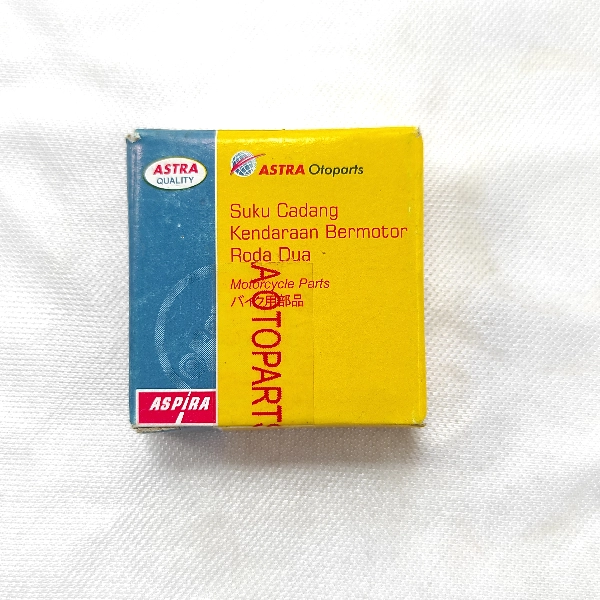 ASTRA
QUALITY
ASTRA Otoparts
Suku Cadang
Kendaraan Bermotor
Roda Dua
Motorcycle Parts
バイク用部品
AOTOPARTS
ASPIRA